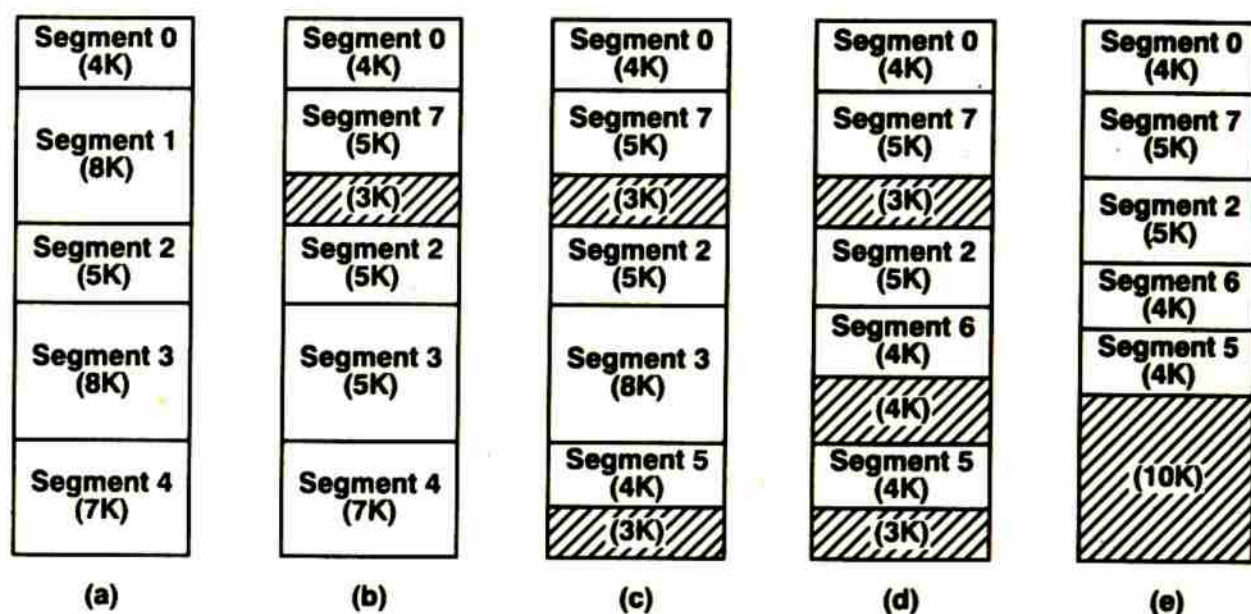 Segment 0
(4K)
Segment 1
(8K)
Segment 2
(5K)
Segment 3
(8K)
Segment 4
(7K)
(a)
Segment 0
(4K)
Segment 7
(5K)
(3K)
Segment 2
(5K)
Segment 3
(5K)
Segment 4
(7K)
(b)
Segment 0
(4K)
Segment 7
(5K)
(3K)
Segment 2
(5K)
Segment 3
(8K)
Segment 5
(4K)
(3K)
(c)
Segment 0
(4K)
Segment 7
(5K)
(3K)
Segment 2
(5K)
Segment 6
(4K)
(4K)
Segment 5
(4K)
(3K)
(d)
Segment 0
(4K)
Segment 7
(5K)
Segment 2
(5K)
Segment 6
(4K)
Segment 5
(4K)
(10K)
(e)